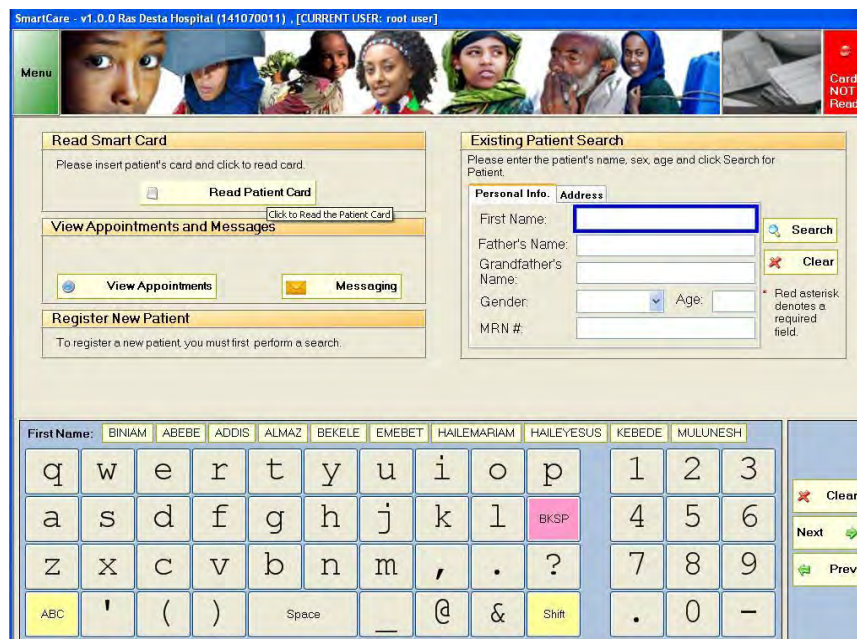 SmartCare - v1.0.0 Ras Desta Hospital (141070011) , [CURRENT USER: root user]
Menu
Card
NOT
Read
Read Smart Card
Please insert patient's card and click to read card.
Read Patient Card
Click to Read the Patient Card
View Appointments and Messages
View Appointments
Messaging
Register New Patient
To register a new patient, you must first perform a search.
Existing Patient Search
Please enter the patient's name, sex, age and click Search for
Patient.
Personal Info. Address
First Name:
Father's Name:
Grandfather's
Name:
Gender: Age:
MRN #:
Search
Clear
* Red asterisk
denotes a
required
field.
First Name: BINIAM ABEBE ADDIS ALMAZ BEKELE EMEBET HAILEMARIAM HAILEYESUS KEBEDE MULUNESH
q w e r t y u i o p 1 2 3
a s d f g h j k l BKSP 4 5 6
z x c v b n m , . ? 7 8 9
ABC ' ( ) Space _ @ & Shift . 0 -
Clear
Next
Prev